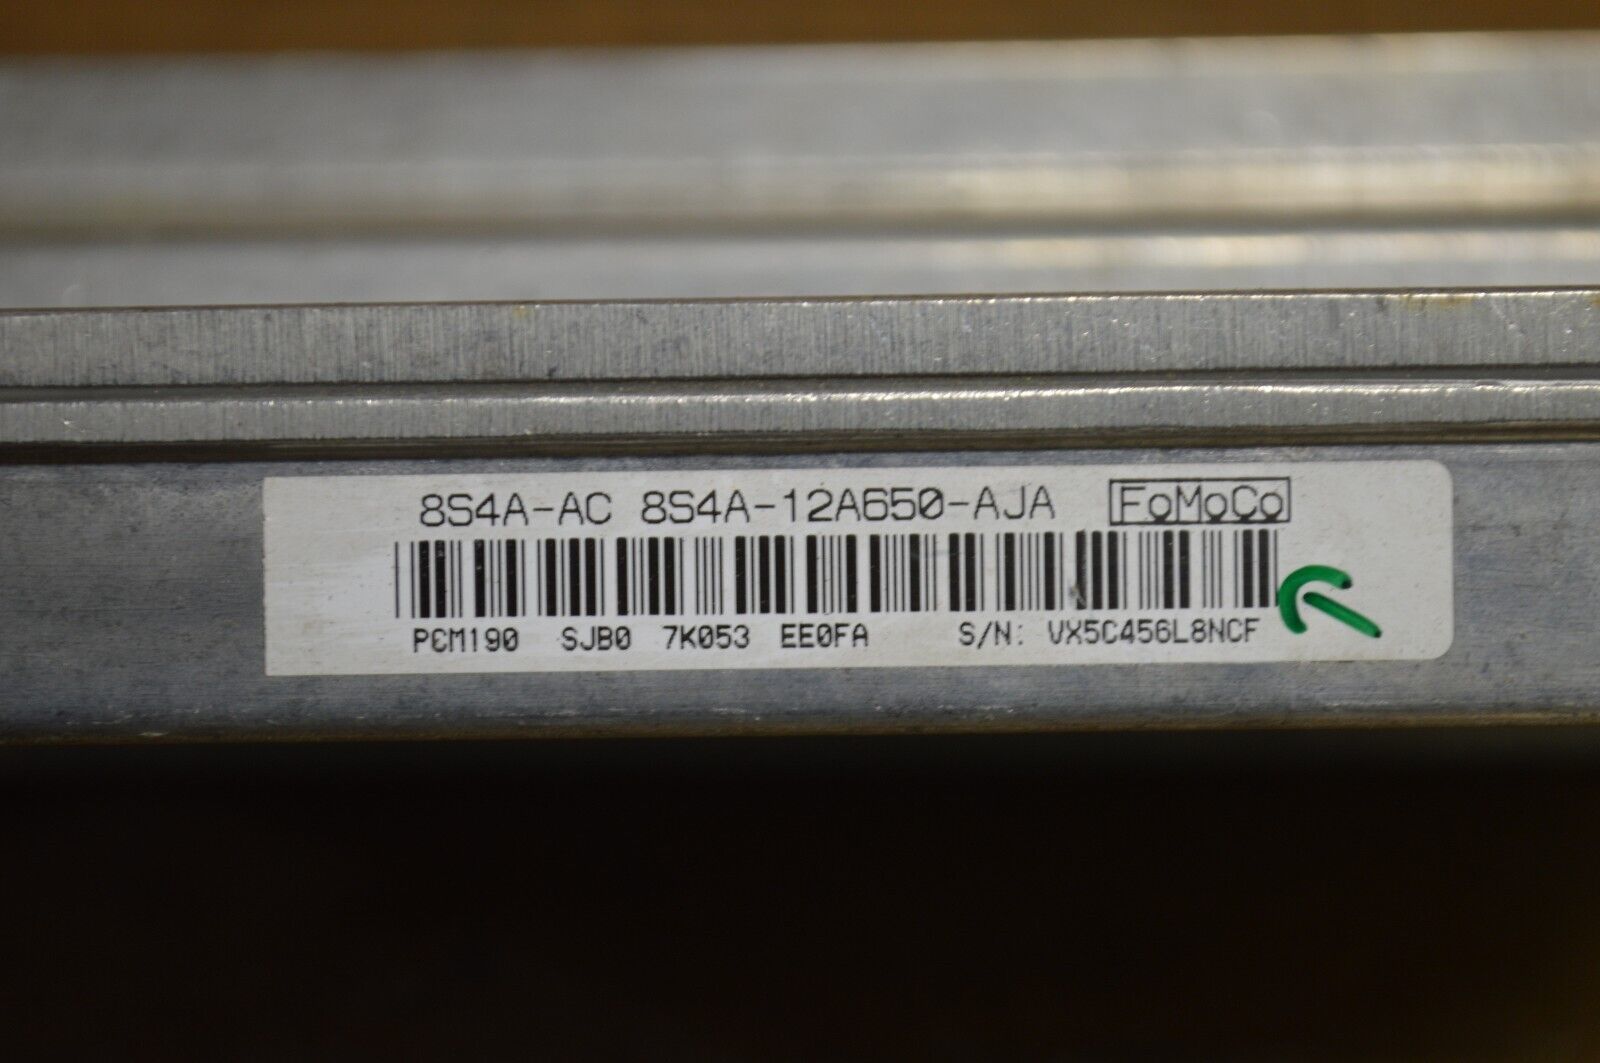 8S4A-AC 8S4A-12A650-AJA FoMoCo
PCM190 SJB0 7K053 EE0FA S/N: VX5C456L8NCF